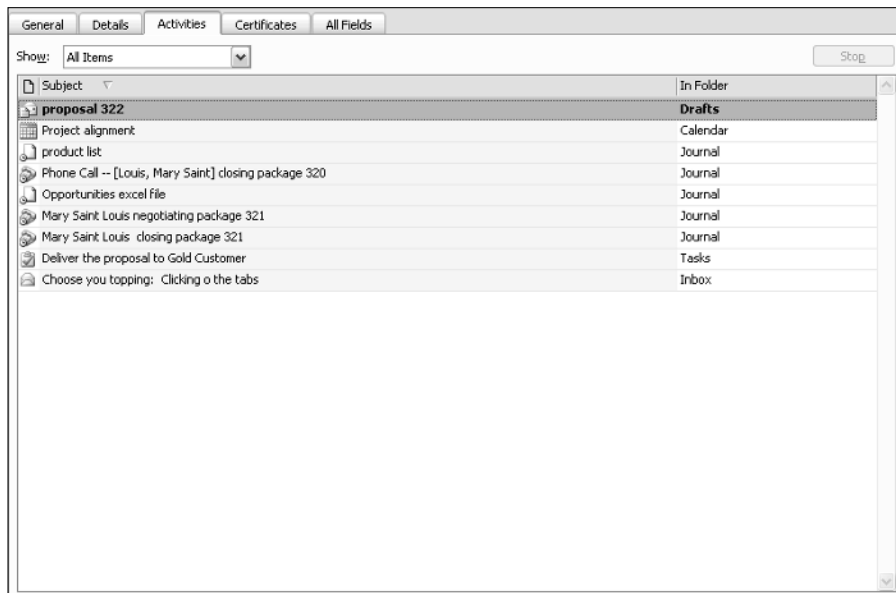 General Details Activities Certificates All Fields
Show: All Items Stop
Subject In Folder
proposal 322 Drafts
Project alignment Calendar
product list Journal
Phone Call -- [Louis, Mary Saint] closing package 320 Journal
Opportunities excel file Journal
Mary Saint Louis negotiating package 321 Journal
Mary Saint Louis closing package 321 Journal
Deliver the proposal to Gold Customer Tasks
Choose you topping: Clicking o the tabs Inbox